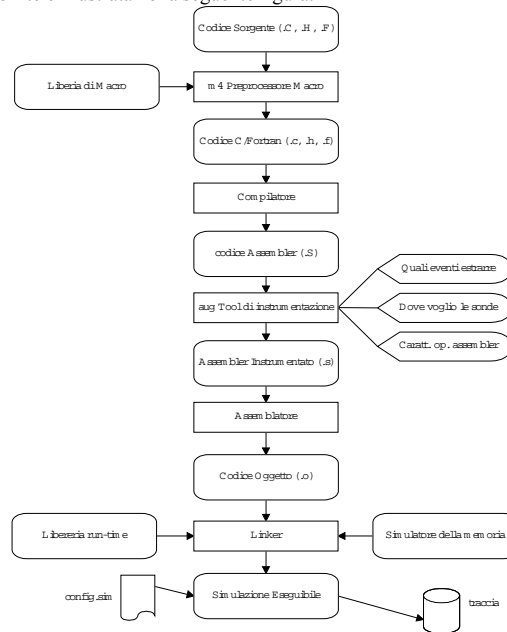 Codice Sorgente (.C, .H, .F)
Liberia di Macro
m4 Preprocessore Macro
Codice C/Fortran (.c, .h, .f)
Compilatore
codice Assembler (.S)
Quali eventi estrarre
aug Tool di instrumentazione
Dove voglio le sonde
Caratt. op. assembler
Assembler Instrumentato (.s)
Assemblatore
Codice Oggetto (.o)
Libereria run-time
Linker
Simulatore della memoria
config.sim
Simulazione Eseguibile
traccia